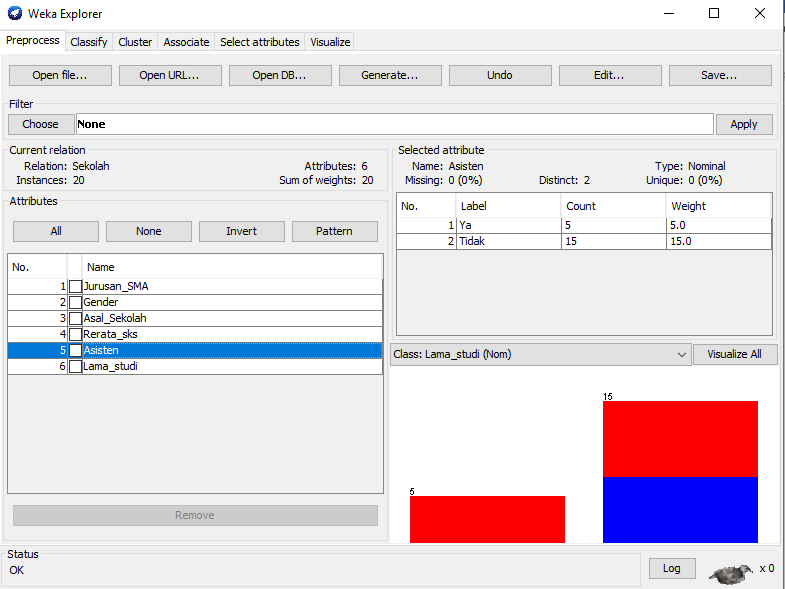 Weka Explorer
Preprocess Classify Cluster Associate Select attributes Visualize
Open file... Open URL... Open DB... Generate... Undo Edit... Save...
Filter
Choose None Apply
Current relation
Relation: Sekolah Attributes: 6
Instances: 20 Sum of weights: 20
Selected attribute
Name: Asisten Type: Nominal
Missing: 0 (0%) Distinct: 2 Unique: 0 (0%)
Attributes
All None Invert Pattern
No. Name
1 Jurusan_SMA
2 Gender
3 Asal_Sekolah
4 Rerata_sks
5 Asisten
6 Lama_studi
Remove
No. Label Count Weight
1 Ya 5 5.0
2 Tidak 15 15.0
Class: Lama_studi (Nom) Visualize All
15
5
Status
OK
Log x 0